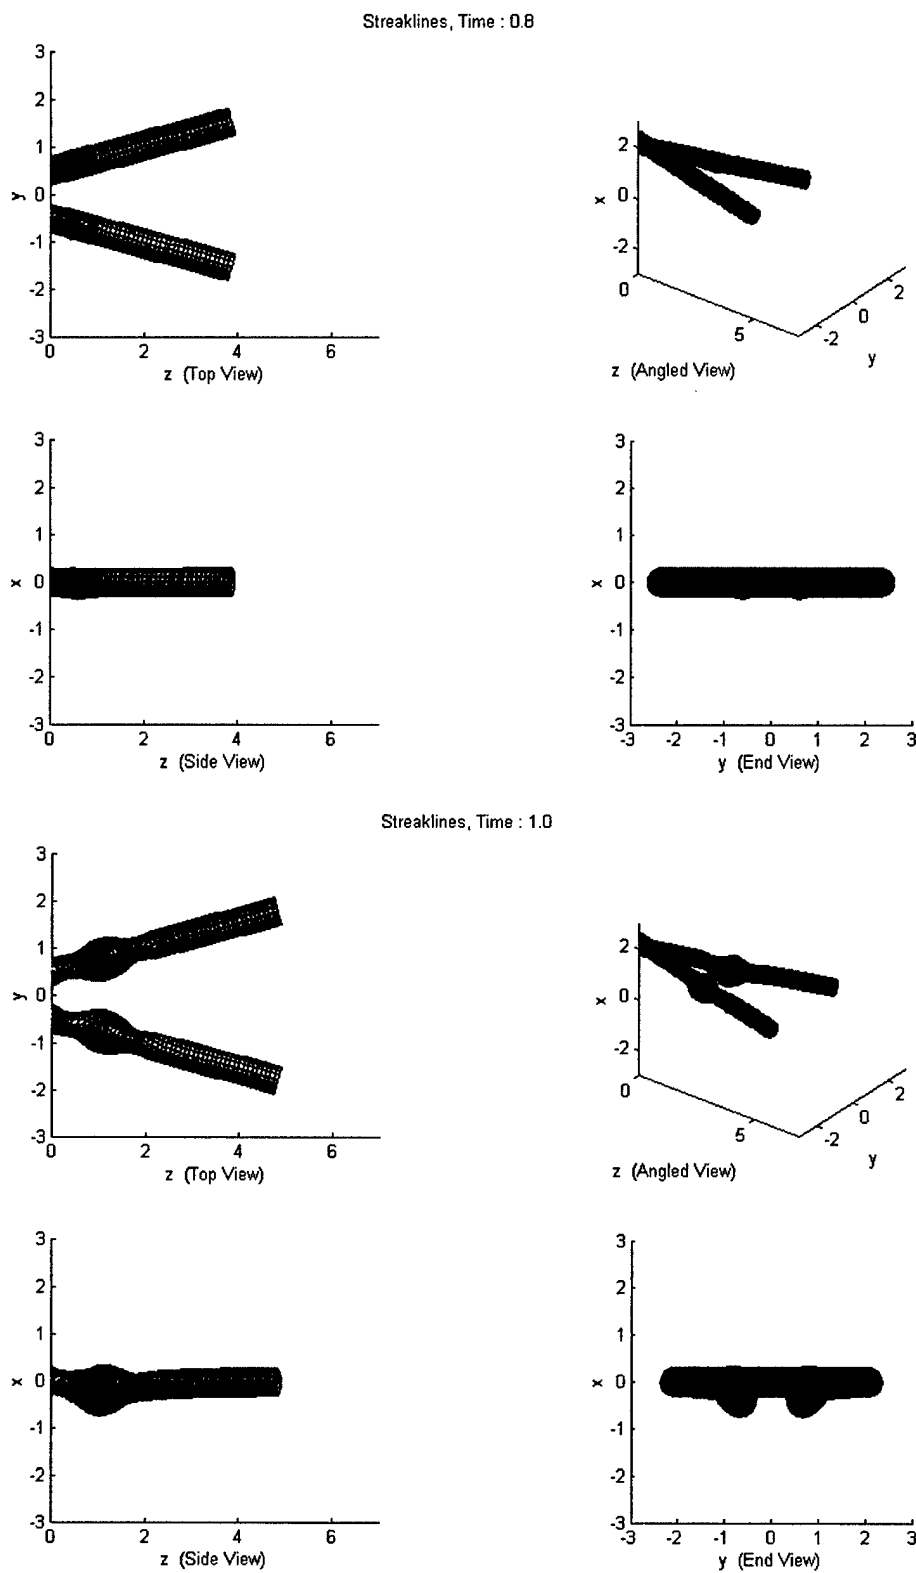 Streaklines, Time : 0.8
3
2
1
y 0
-1
-2
-3
0 2 4 6
z (Top View)
2
x 0
-2
0
5
-2
0
2
y
z (Angled View)
3
2
1
x 0
-1
-2
-3
0 2 4 6
z (Side View)
3
2
1
x 0
-1
-2
-3
-3 -2 -1 0 1 2 3
y (End View)
Streaklines, Time : 1.0
3
2
1
y 0
-1
-2
-3
0 2 4 6
z (Top View)
2
x 0
-2
0
5
-2
0
2
y
z (Angled View)
3
2
1
x 0
-1
-2
-3
0 2 4 6
z (Side View)
3
2
1
x 0
-1
-2
-3
-3 -2 -1 0 1 2 3
y (End View)